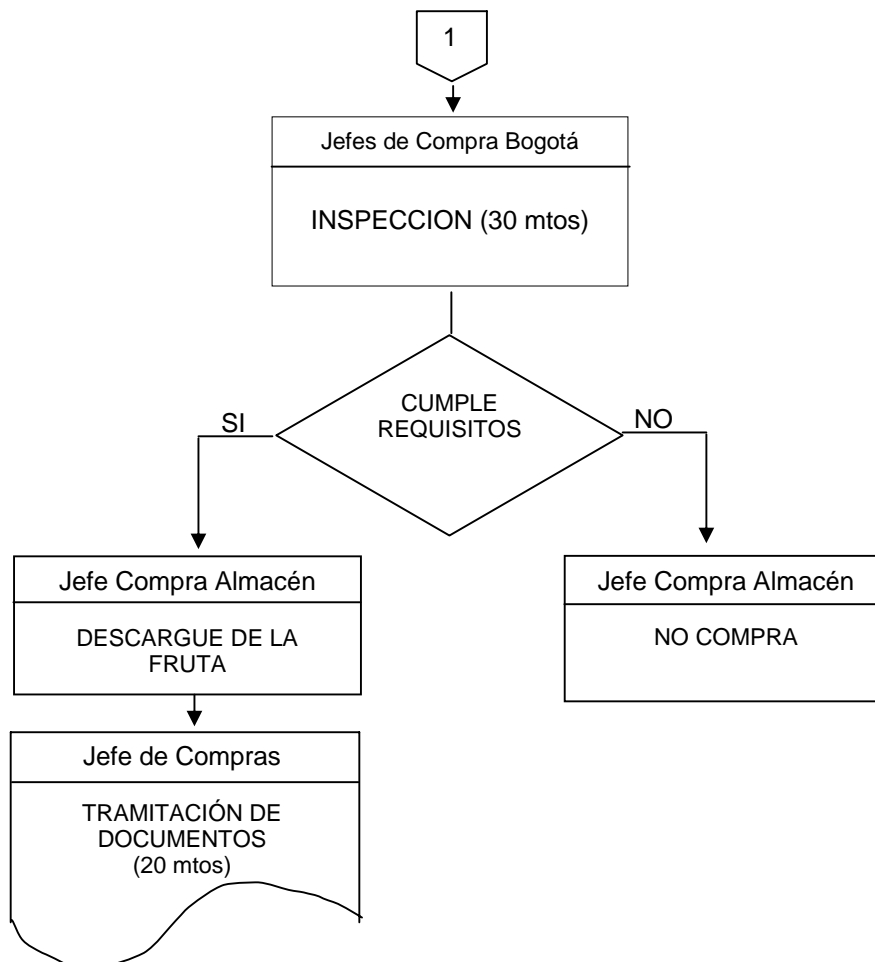 1
Jefes de Compra Bogotá
INSPECCION (30 mtos)
CUMPLE
REQUISITOS
SI
NO
Jefe Compra Almacén
DESCARGUE DE LA
FRUTA
Jefe Compra Almacén
NO COMPRA
Jefe de Compras
TRAMITACIÓN DE
DOCUMENTOS
(20 mtos)